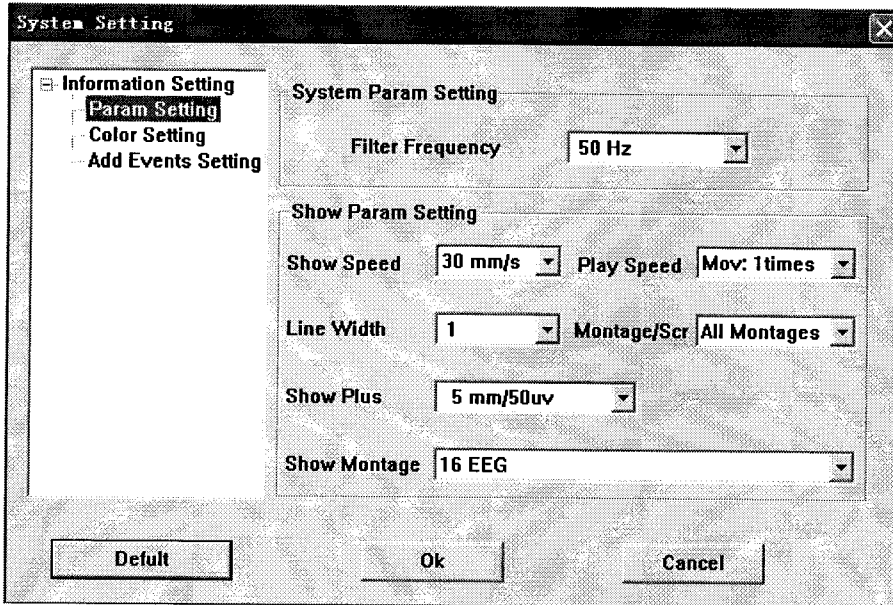 System Setting
Information Setting
Param Setting
Color Setting
Add Events Setting
System Param Setting
Filter Frequency 50 Hz
Show Param Setting
Show Speed 30 mm/s Play Speed Mov: 1times
Line Width 1 Montage/Scr All Montages
Show Plus 5 mm/50uv
Show Montage 16 EEG
Defult Ok Cancel